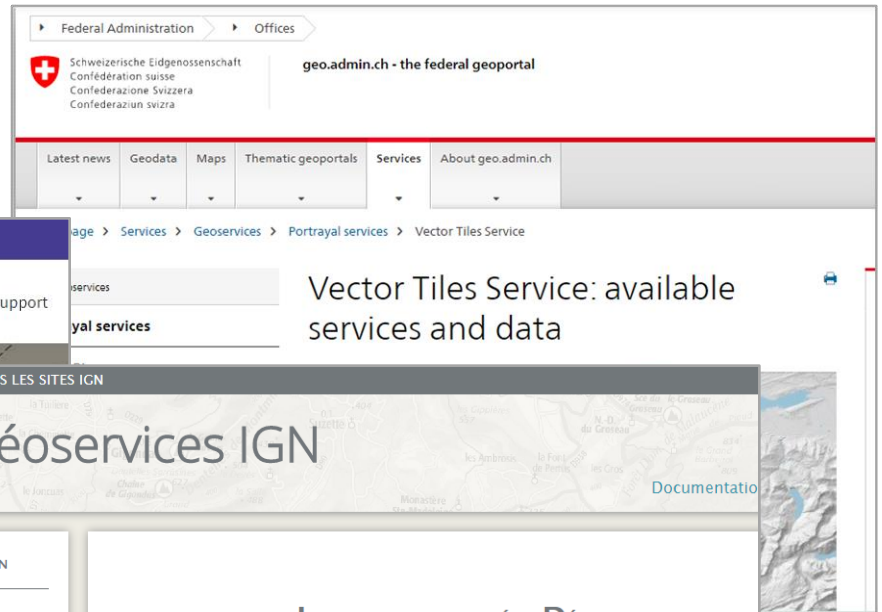 Federal Administration
Offices
Schweizerische Eidgenossenschaft
Confédération suisse
Confederazione Svizzera
Confederaziun svizra
geo.admin.ch - the federal geoportal
Latest news
Geodata
Maps
Thematic geoportals
Services
About geo.admin.ch
age > Services > Geoservices > Portrayal services > Vector Tiles Service
oservices
yal services
upport
Vector Tiles Service: available
services and data
S LES SITES IGN
éoservices IGN
Documentatio
N